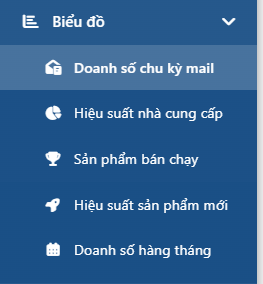 Biểu đồ
Doanh số chu kỳ mail
Hiệu suất nhà cung cấp
Sản phẩm bán chạy
Hiệu suất sản phẩm mới
Doanh số hàng tháng